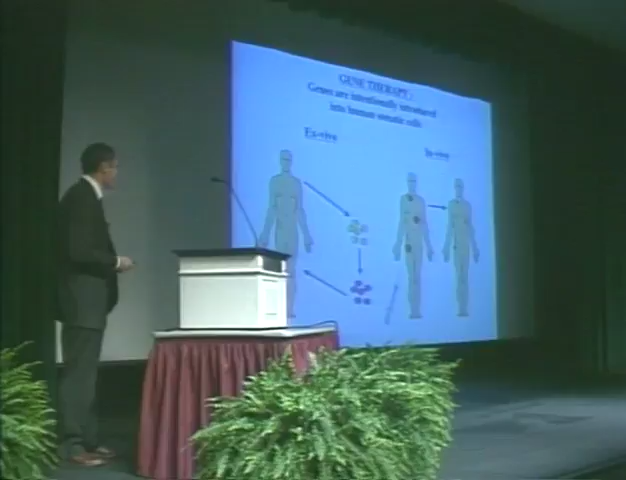 GENE THERAPY:
Genes are intentionally introduced
into human somatic cells
Ex-vivo
In-vivo